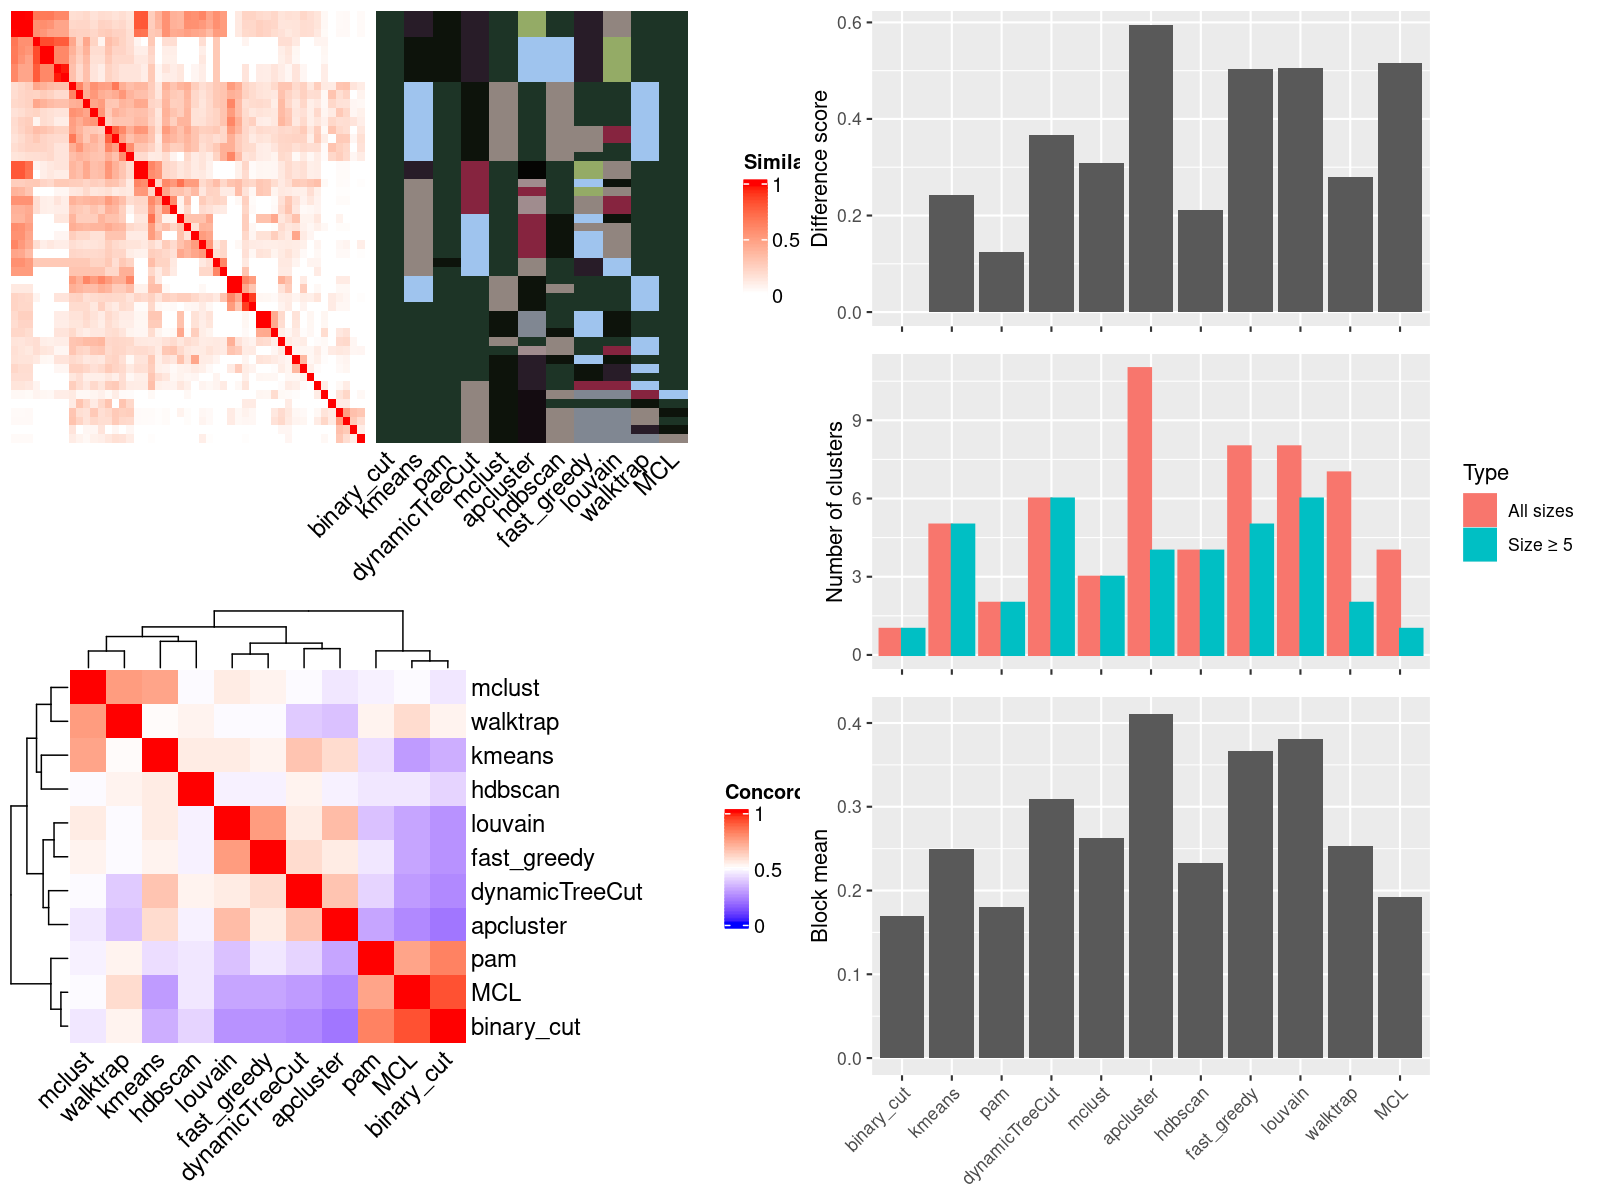 Simila
1
0.5
0
binary_cut
kmeans
pam
dynamicTreeCut
mclust
apcluster
hdbscan
fast_greedy
louvain
walktrap
MCL
mclust
walktrap
kmeans
hdbscan
louvain
fast_greedy
dynamicTreeCut
apcluster
pam
MCL
binary_cut
mclust
walktrap
kmeans
hdbscan
louvain
fast_greedy
dynamicTreeCut
apcluster
pam
MCL
binary_cut
Concord
1
0.5
0
Difference score
0.6
0.4
0.2
0.0
Number of clusters
9
6
3
0
Type
All sizes
Size ≥ 5
Block mean
0.4
0.3
0.2
0.1
0.0
binary_cut
kmeans
pam
dynamicTreeCut
mclust
apcluster
hdbscan
fast_greedy
louvain
walktrap
MCL